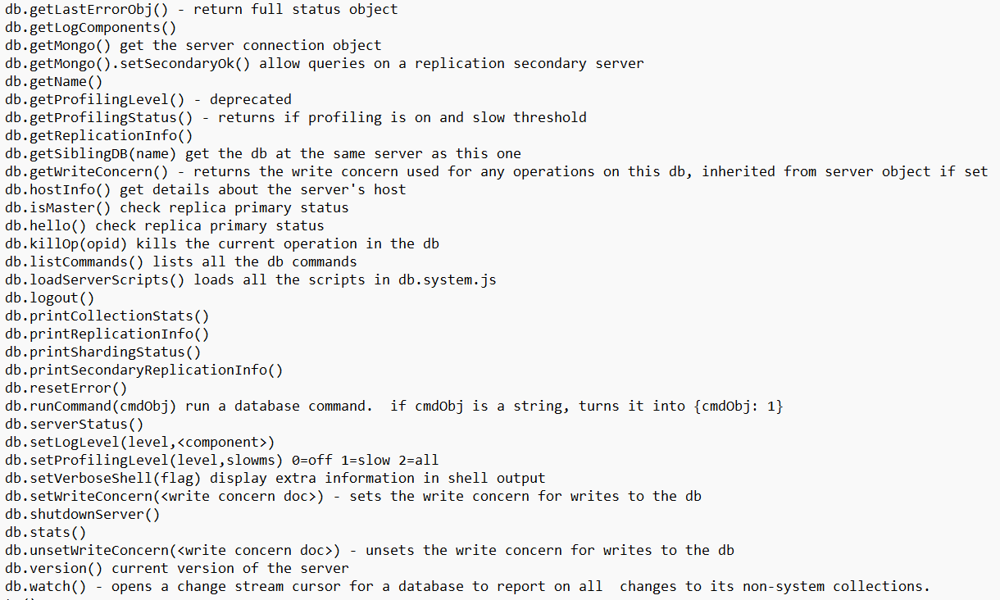 db.getLastErrorObj() - return full status object
db.getLogComponents()
db.getMongo() get the server connection object
db.getMongo().setSecondaryOk() allow queries on a replication secondary server
db.getName()
db.getProfilingLevel() - deprecated
db.getProfilingStatus() - returns if profiling is on and slow threshold
db.getReplicationInfo()
db.getSiblingDB(name) get the db at the same server as this one
db.getWriteConcern() - returns the write concern used for any operations on this db, inherited from server object if set
db.hostInfo() get details about the server's host
db.isMaster() check replica primary status
db.hello() check replica primary status
db.killOp(opid) kills the current operation in the db
db.listCommands() lists all the db commands
db.loadServerScripts() loads all the scripts in db.system.js
db.logout()
db.printCollectionStats()
db.printReplicationInfo()
db.printShardingStatus()
db.printSecondaryReplicationInfo()
db.resetError()
db.runCommand(cmdObj) run a database command.  if cmdObj is a string, turns it into {cmdObj: 1}
db.serverStatus()
db.setLogLevel(level,<component>)
db.setProfilingLevel(level,slowms) 0=off 1=slow 2=all
db.setVerboseShell(flag) display extra information in shell output
db.setWriteConcern(<write concern doc>) - sets the write concern for writes to the db
db.shutdownServer()
db.stats()
db.unsetWriteConcern(<write concern doc>) - unsets the write concern for writes to the db
db.version() current version of the server
db.watch() - opens a change stream cursor for a database to report on all  changes to its non-system collections.